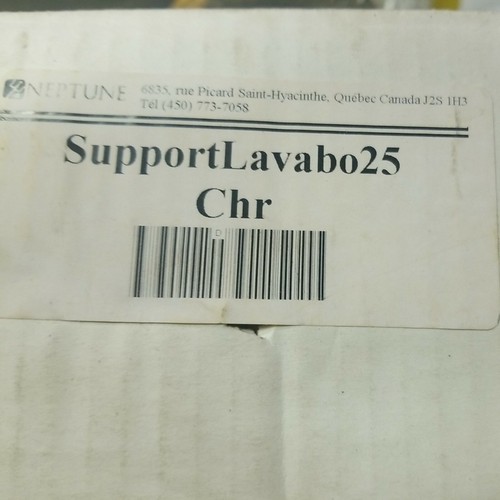 NEPTUNE
6835, rue Picard Saint-Hyacinthe, Québec Canada J2S 1H3
Tel (450) 773-7058
SupportLavabo25
Chr
D